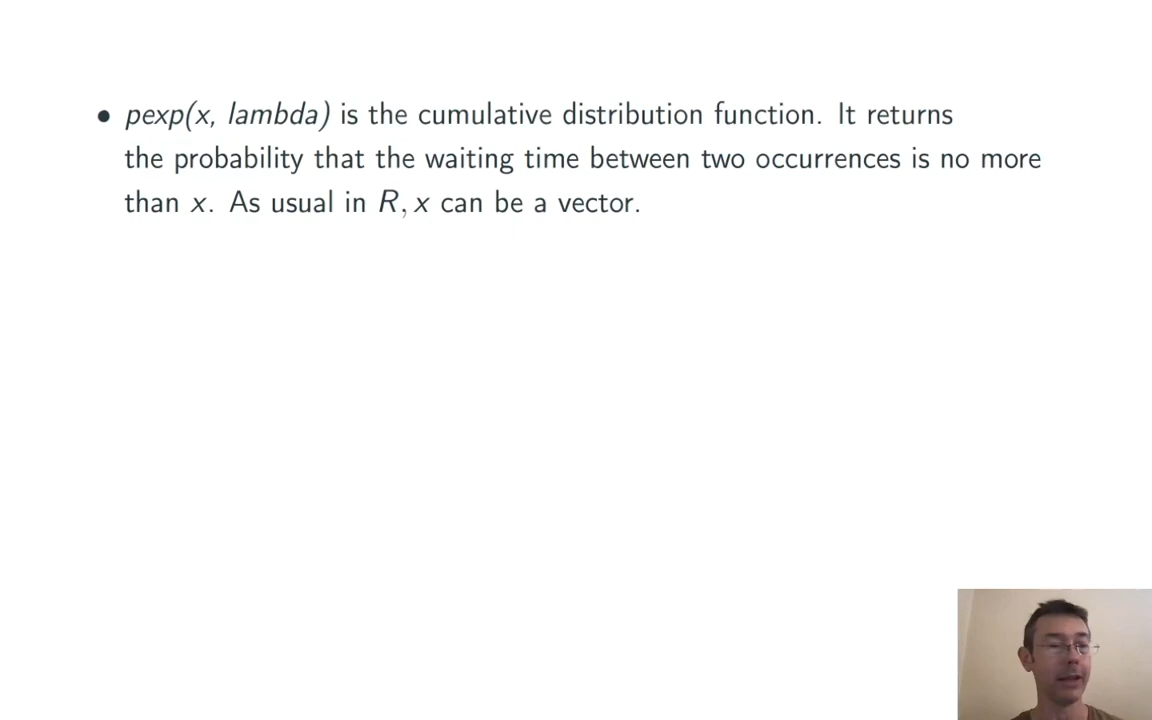 • pexp(x, lambda) is the cumulative distribution function. It returns
the probability that the waiting time between two occurrences is no more
than x. As usual in R, x can be a vector.